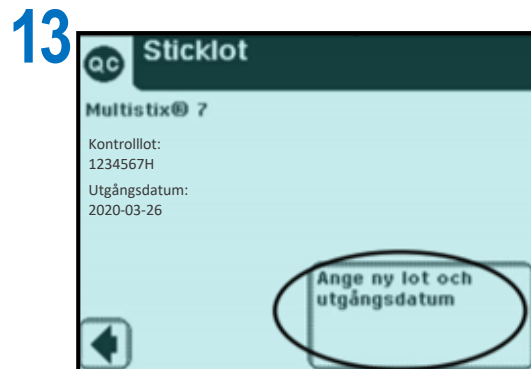 13
QC
Sticklot
Multistix® 7
Kontrolllot:
1234567H
Utgångsdatum:
2020-03-26
Ange ny lot och
utgångsdatum